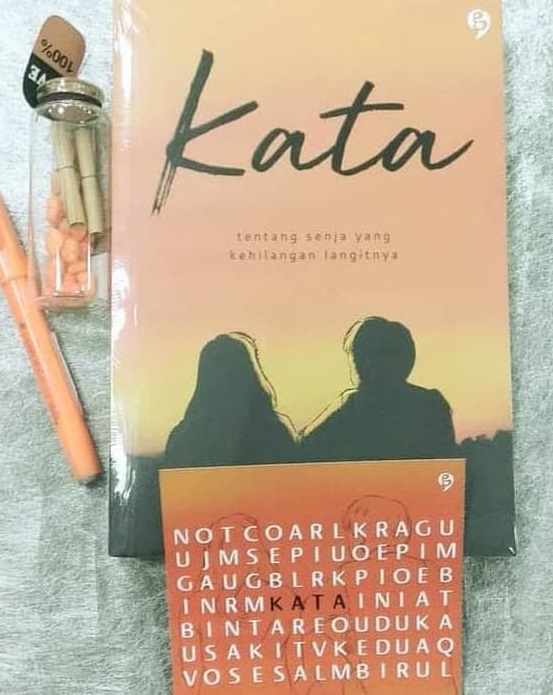 100%
Kata
tentang senja yang
kehilangan langitnya
NOTCOARLKRAGU
UJMSEPIUOEPIM
GAUGBLRKPIOEB
INRMKATAINIAT
BINTAREOUDUKA
USAKITVKEDUAQ
VOSESALMBIRUL